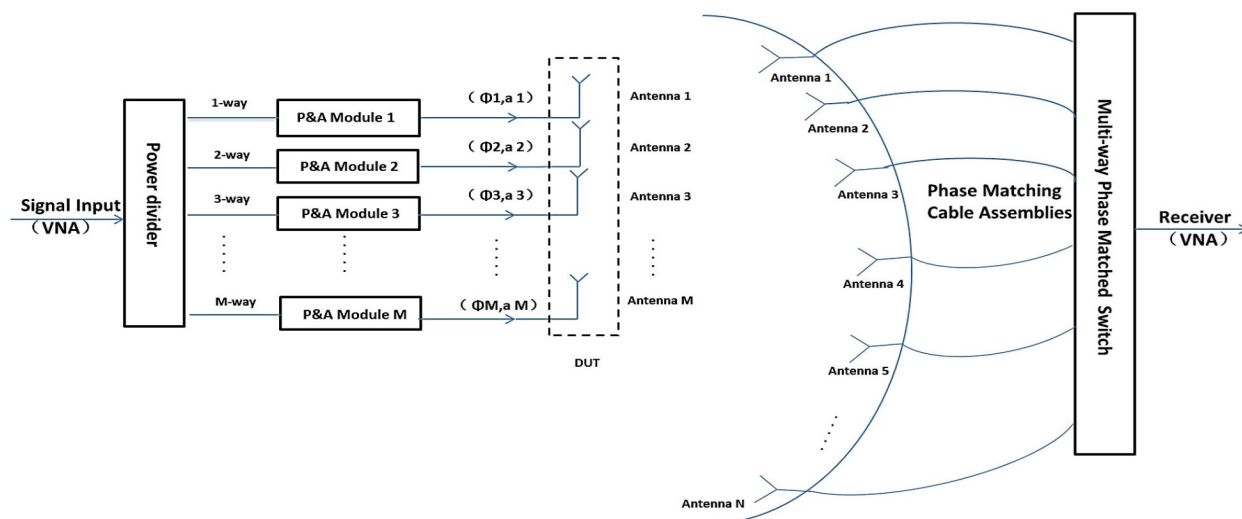 Signal Input
（VNA）
Power divider
1-way
2-way
3-way
M-way
P&A Module 1
P&A Module 2
P&A Module 3
P&A Module M
（Φ1,a 1）
（Φ2,a 2）
（Φ3,a 3）
（ΦM,a M）
DUT
Antenna 1
Antenna 2
Antenna 3
Antenna M
Antenna 1
Antenna 2
Antenna 3
Antenna 4
Antenna 5
Antenna N
Phase Matching
Cable Assemblies
Multi-way Phase Matched Switch
Receiver
（VNA）